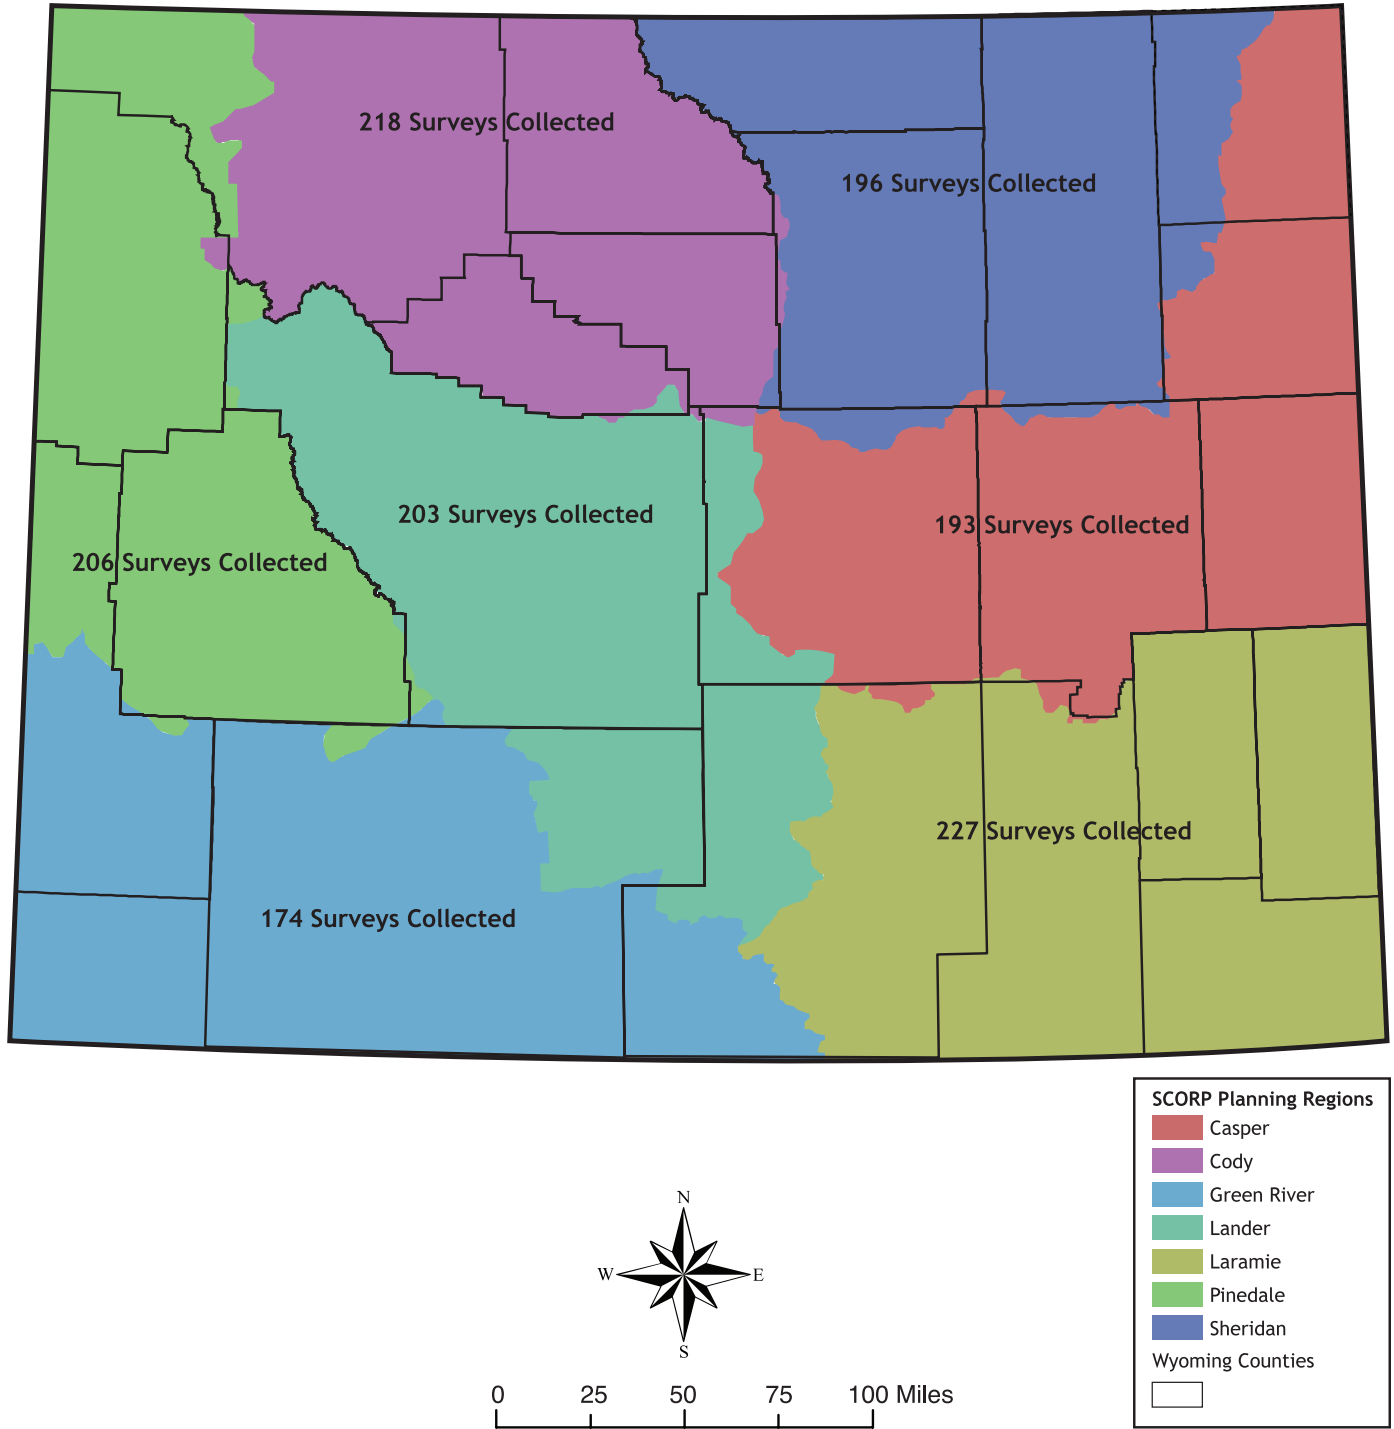 218 Surveys Collected
196 Surveys Collected
203 Surveys Collected
193 Surveys Collected
206 Surveys Collected
227 Surveys Collected
174 Surveys Collected
SCORP Planning Regions
Casper
Cody
Green River
Lander
Laramie
Pinedale
Sheridan
Wyoming Counties
N
W E
S
0 25 50 75 100 Miles